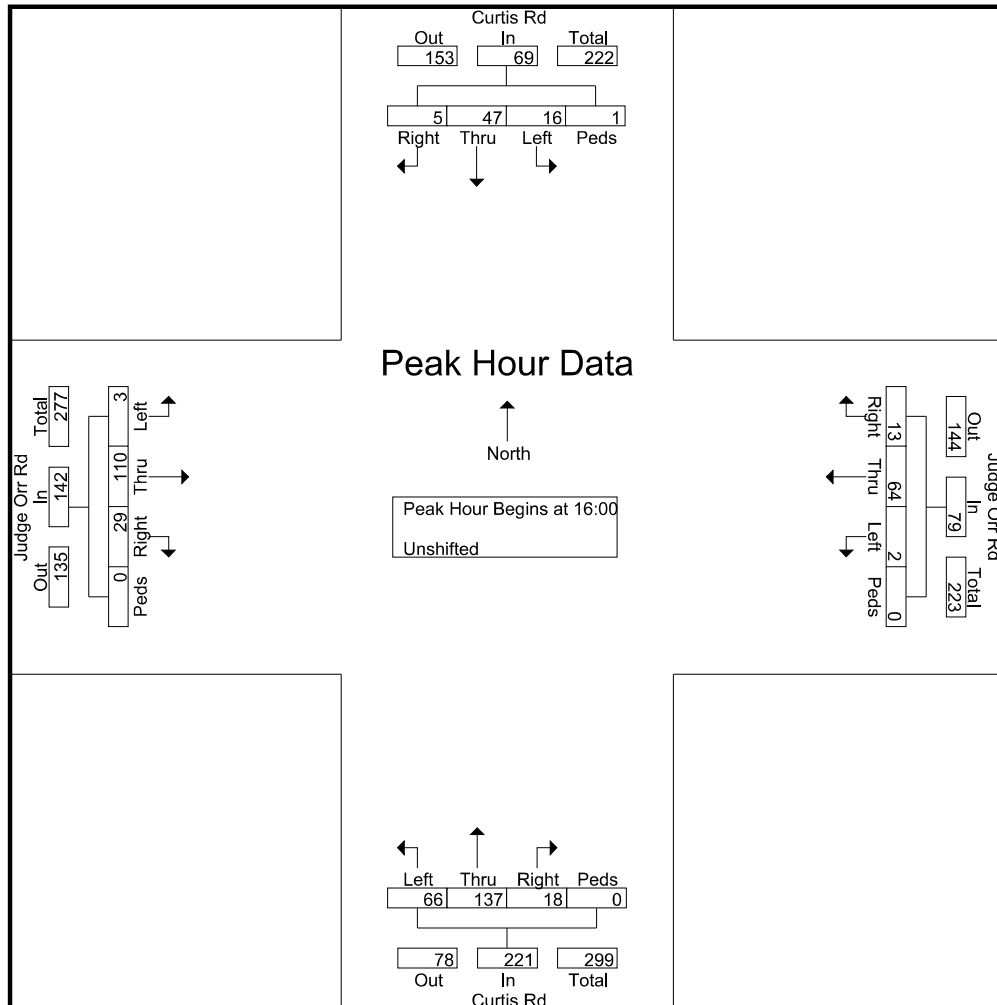 Curtis Rd
Out In Total
153 69 222
5 47 16 1
Right Thru Left Peds
Peak Hour Data
North
Peak Hour Begins at 16:00
Unshifted
Judge Orr Rd
Total In Out
277 142 135
3 110 29 0
Left Thru Right Peds
Judge Orr Rd
Out In Total
144 79 223
13 64 2 0
Right Thru Left Peds
Left Thru Right Peds
66 137 18 0
78 221 299
Out In Total
Curtis Rd